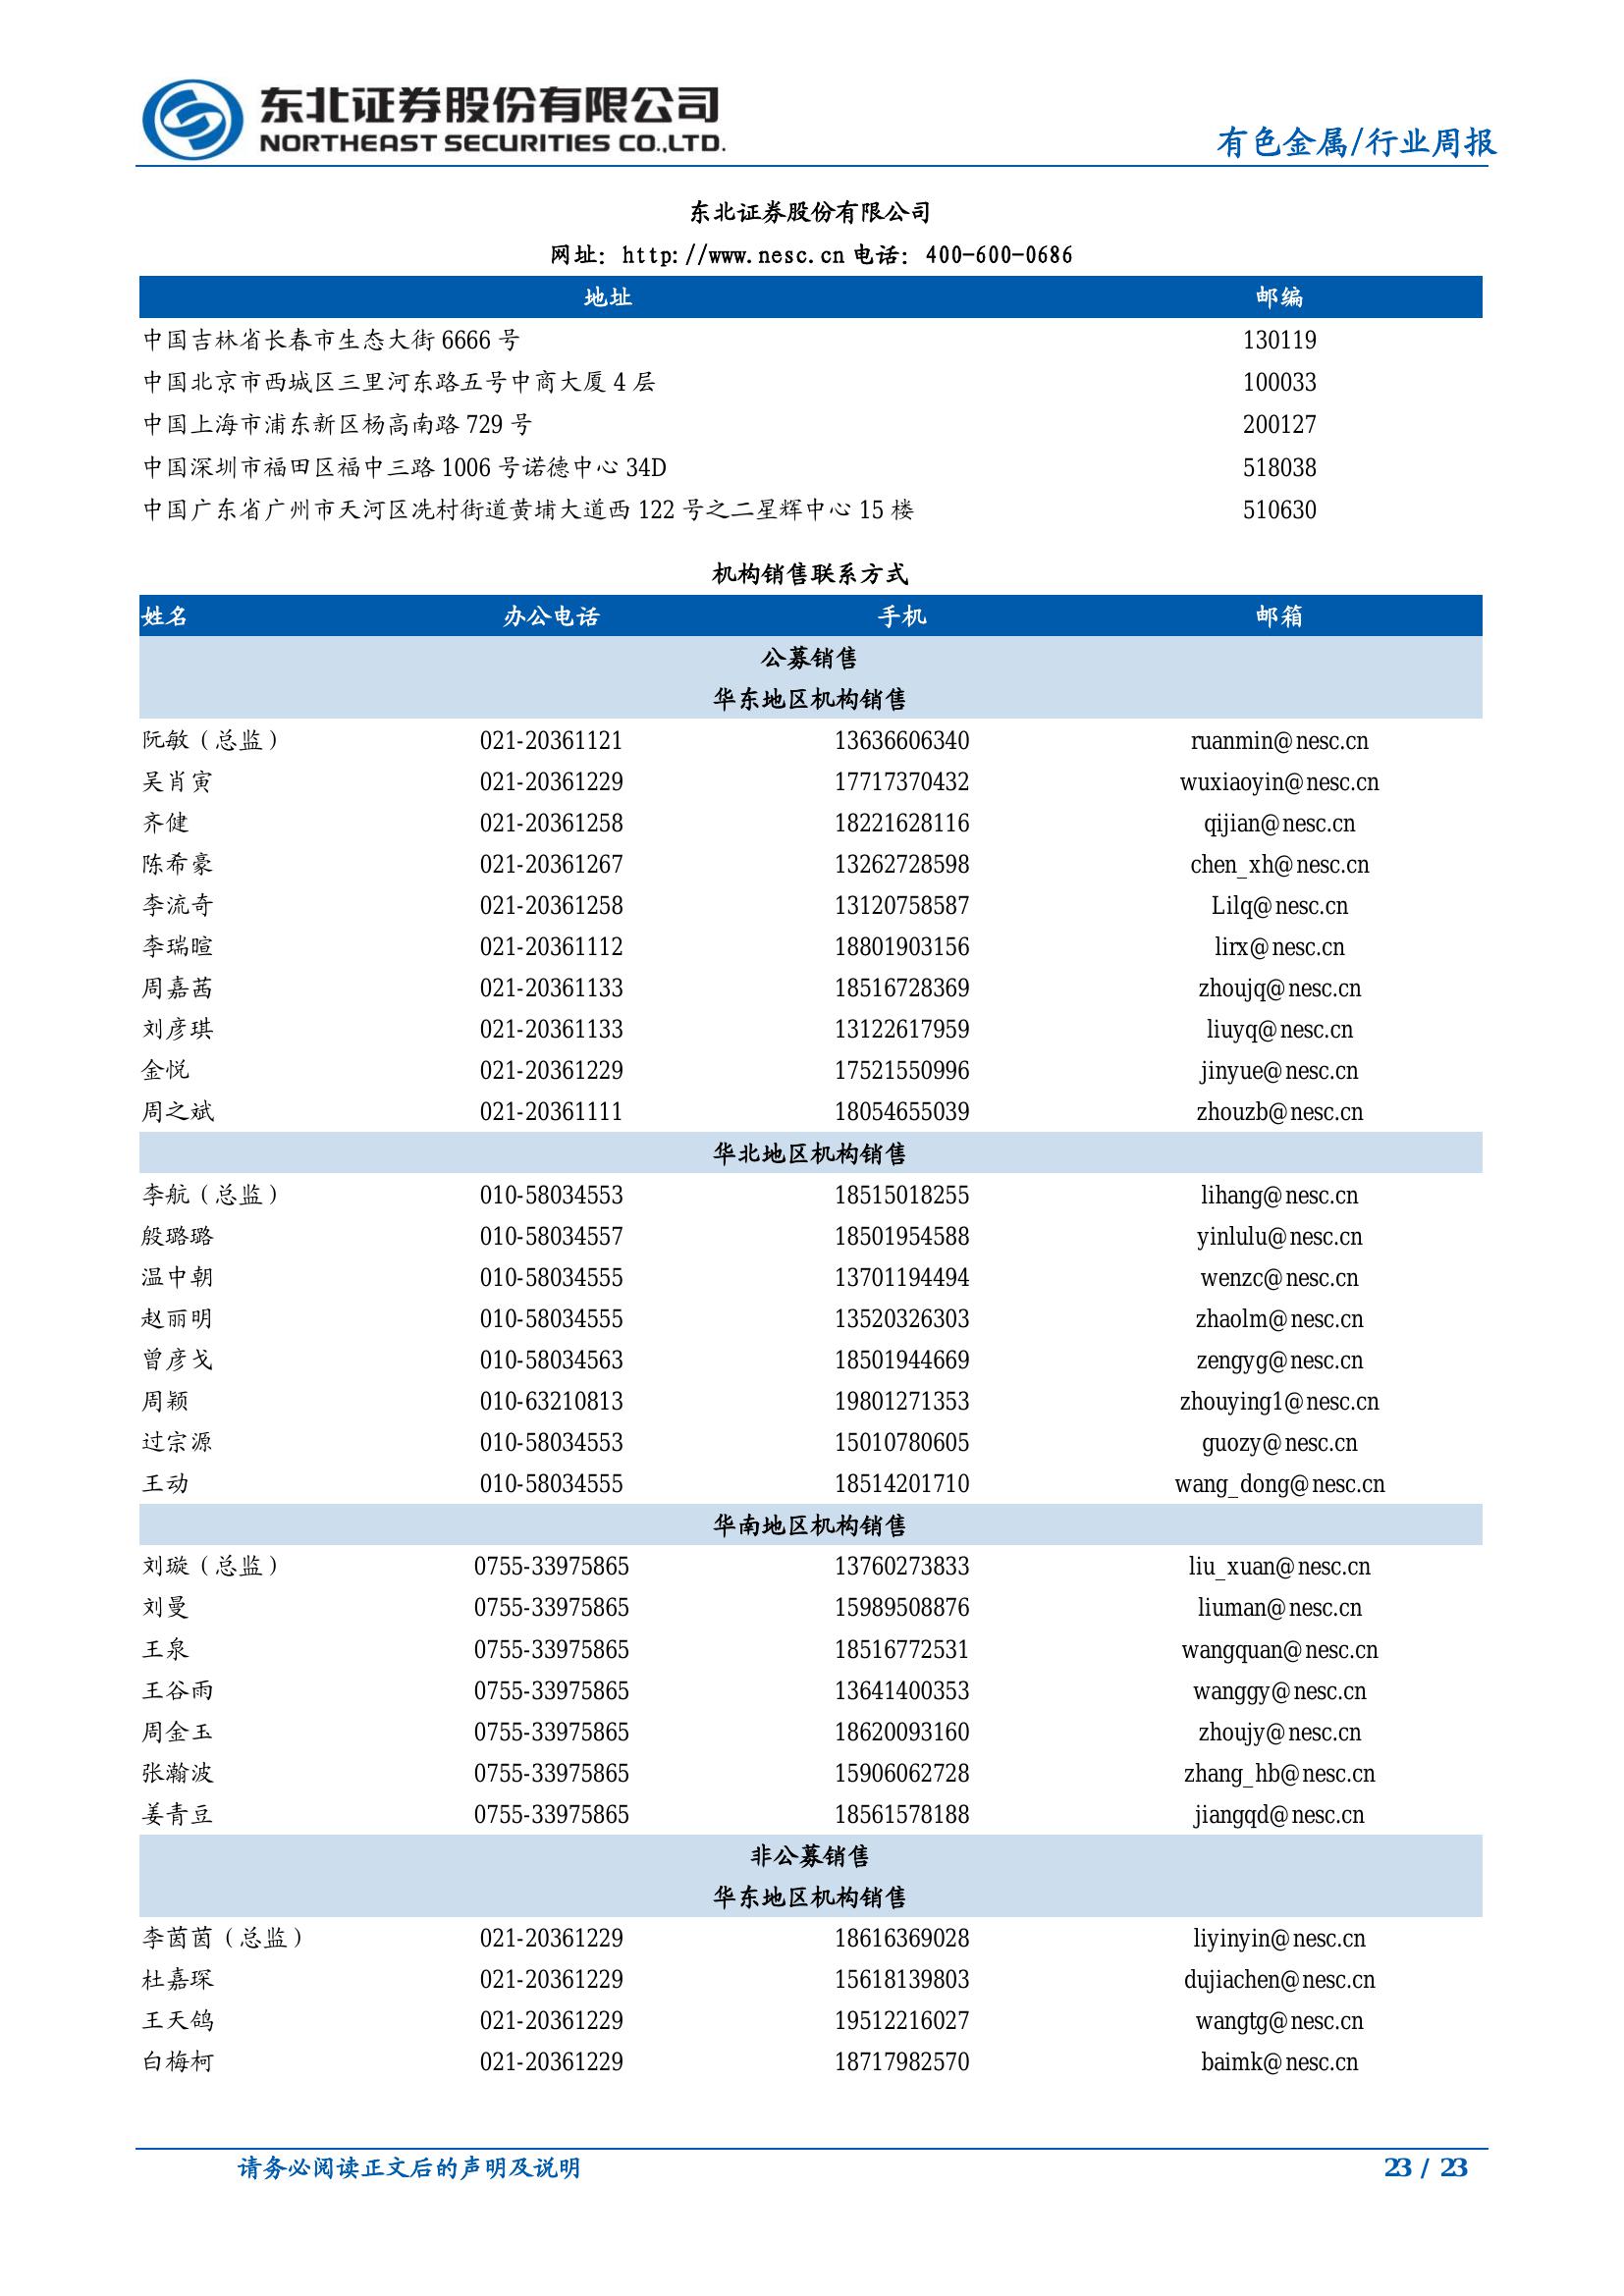 东北证券股份有限公司
NORTHEAST SECURITIES CO.,LTD.
有色金属/行业周报
东北证券股份有限公司
网址：http://www.nesc.cn 电话：400-600-0686
地址 邮编
中国吉林省长春市生态大街 6666 号 130119
中国北京市西城区三里河东路五号中商大厦 4 层 100033
中国上海市浦东新区杨高南路 729 号 200127
中国深圳市福田区福中三路 1006 号诺德中心 34D 518038
中国广东省广州市天河区冼村街道黄埔大道西 122 号之二星辉中心 15 楼 510630
机构销售联系方式
姓名 办公电话 手机 邮箱
公募销售
华东地区机构销售
阮敏（总监） 021-20361121 13636606340 ruanmin@nesc.cn
吴肖寅 021-20361229 17717370432 wuxiaoyin@nesc.cn
齐健 021-20361258 18221628116 qijian@nesc.cn
陈希豪 021-20361267 13262728598 chen_xh@nesc.cn
李流奇 021-20361258 13120758587 Lilq@nesc.cn
李瑞暄 021-20361112 18801903156 lirx@nesc.cn
周嘉茜 021-20361133 18516728369 zhoujq@nesc.cn
刘彦琪 021-20361133 13122617959 liuyq@nesc.cn
金悦 021-20361229 17521550996 jinyue@nesc.cn
周之斌 021-20361111 18054655039 zhouzb@nesc.cn
华北地区机构销售
李航（总监） 010-58034553 18515018255 lihang@nesc.cn
殷璐璐 010-58034557 18501954588 yinlulu@nesc.cn
温中朝 010-58034555 13701194494 wenzc@nesc.cn
赵丽明 010-58034555 13520326303 zhaolm@nesc.cn
曾彦戈 010-58034563 18501944669 zengyg@nesc.cn
周颖 010-63210813 19801271353 zhouying1@nesc.cn
过宗源 010-58034553 15010780605 guozy@nesc.cn
王动 010-58034555 18514201710 wang_dong@nesc.cn
华南地区机构销售
刘璇（总监） 0755-33975865 13760273833 liu_xuan@nesc.cn
刘曼 0755-33975865 15989508876 liuman@nesc.cn
王泉 0755-33975865 18516772531 wangquan@nesc.cn
王谷雨 0755-33975865 13641400353 wanggy@nesc.cn
周金玉 0755-33975865 18620093160 zhoujy@nesc.cn
张瀚波 0755-33975865 15906062728 zhang_hb@nesc.cn
姜青豆 0755-33975865 18561578188 jiangqd@nesc.cn
非公募销售
华东地区机构销售
李茵茵（总监） 021-20361229 18616369028 liyinyin@nesc.cn
杜嘉琛 021-20361229 15618139803 dujiachen@nesc.cn
王天鸽 021-20361229 19512216027 wangtg@nesc.cn
白梅柯 021-20361229 18717982570 baimk@nesc.cn
请务必阅读正文后的声明及说明 23 / 23